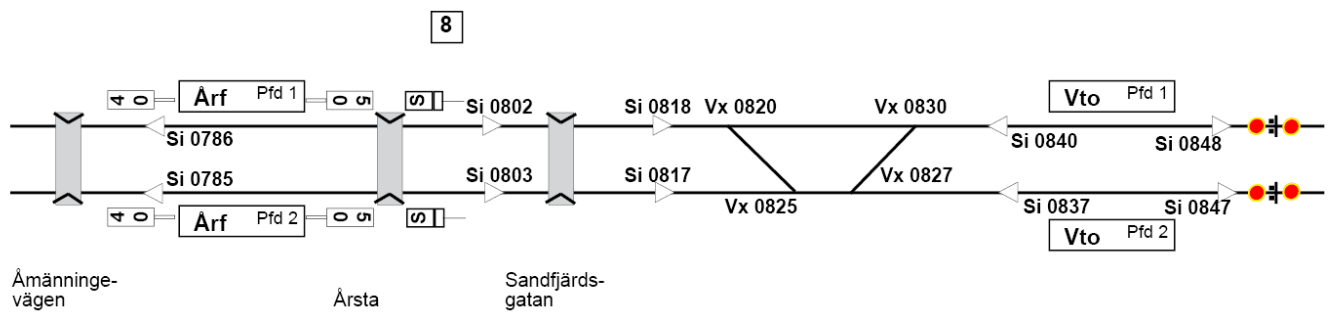 8
40 Årf Pfd 1 50 S Si 0802 Si 0818 Vx 0820 Vx 0830 Vto Pfd 1
Si 0786 Si 0840 Si 0848
Si 0785 Si 0803 Si 0817 Vx 0827
40 Årf Pfd 2 50 S Vx 0825 Si 0837 Si 0847
Vto Pfd 2
Åmänninge-
vägen
Årsta
Sandfjärds-
gatan